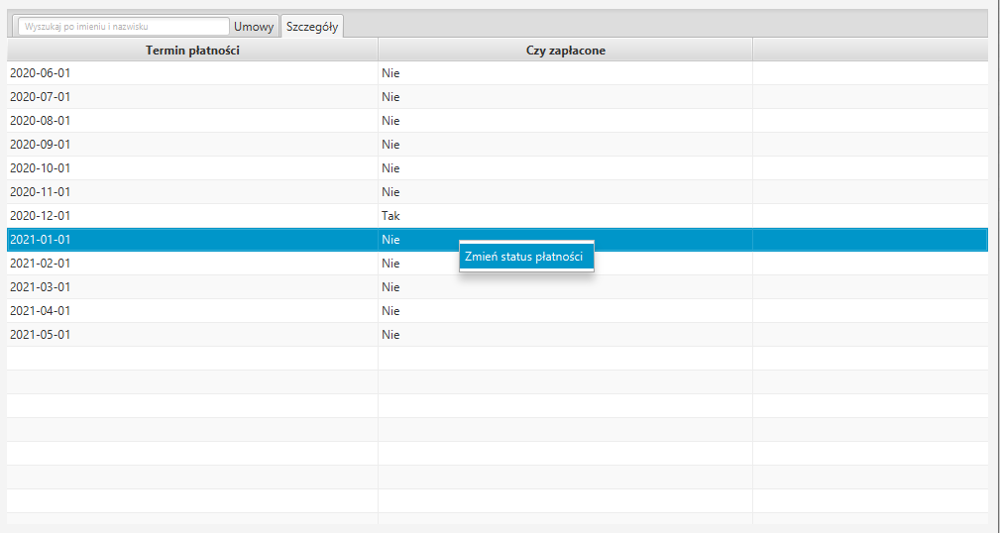 Wyszukaj po imieniu i nazwisku Umowy Szczegóły
Termin płatności Czy zapłacone
2020-06-01 Nie
2020-07-01 Nie
2020-08-01 Nie
2020-09-01 Nie
2020-10-01 Nie
2020-11-01 Nie
2020-12-01 Tak
2021-01-01 Nie
Zmień status płatności
2021-02-01 Nie
2021-03-01 Nie
2021-04-01 Nie
2021-05-01 Nie